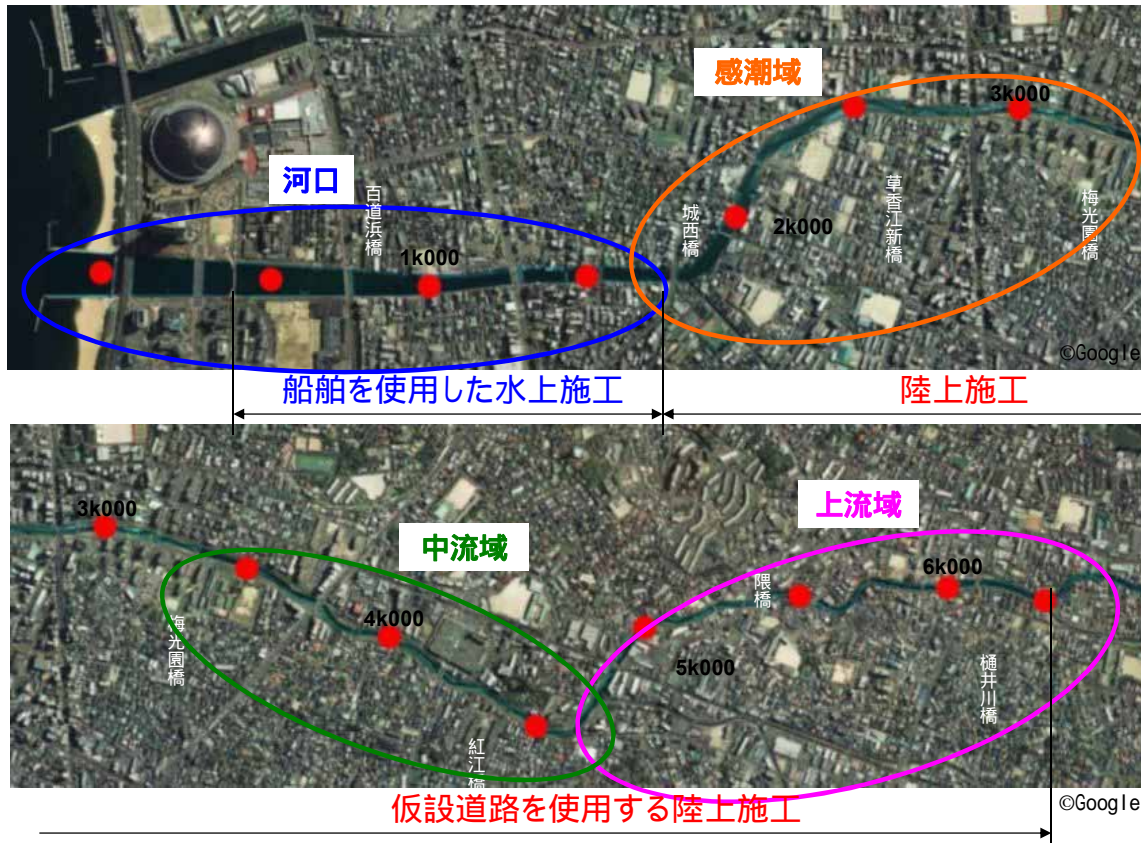 感潮域
3k000
河口
百道浜橋
1k000
城西橋
2k000
草香江新橋
梅光園橋
©Google
船舶を使用した水上施工
陸上施工
3k000
中流域
上流域
4k000
隈橋
6k000
梅光園橋
5k000
樋井川橋
紅江橋
仮設道路を使用する陸上施工
©Google